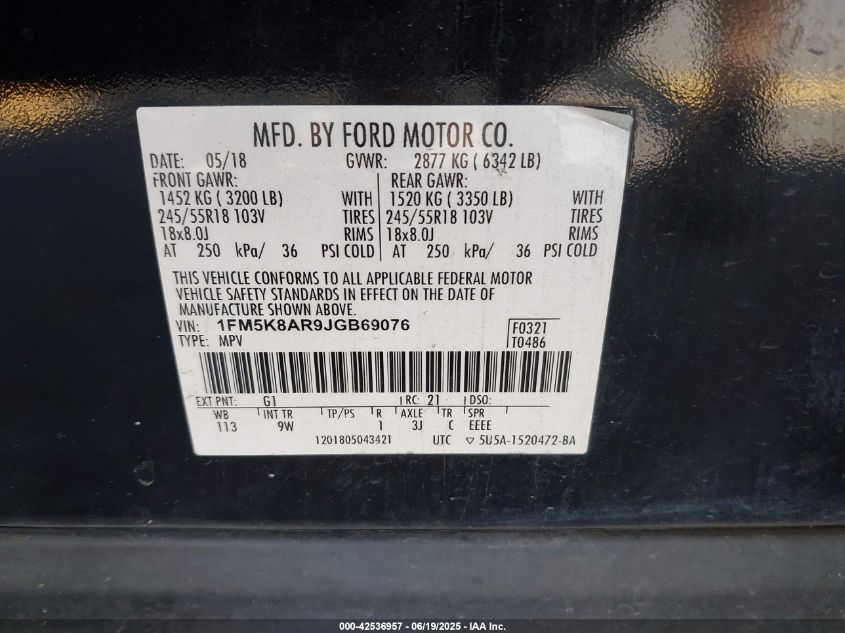 MFD. BY FORD MOTOR CO.
DATE: 05/18 GVWR: 2877 KG ( 6342 LB)
FRONT GAWR: REAR GAWR:
1452 KG ( 3200 LB) WITH 1520 KG ( 3350 LB) WITH
245/55R18 103V TIRES 245/55R18 103V TIRES
18x8.0J RIMS 18x8.0J RIMS
AT 250 kPa/ 36 PSI COLD AT 250 kPa/ 36 PSI COLD
THIS VEHICLE CONFORMS TO ALL APPLICABLE FEDERAL MOTOR
VEHICLE SAFETY STANDARDS IN EFFECT ON THE DATE OF
MANUFACTURE SHOWN ABOVE.
VIN: 1FM5K8AR9JGB69076 F0321
TYPE: MPV T0486
EXT PNT: G1 RC: 21 DSO:
WB INT TR TP/PS R AXLE TR SPR
113 9W 1 3J C EEEE
1201805043421 UTC ▽ 5U5A-1520472-BA
000-42536957 - 06/19/2025 - IAA Inc.